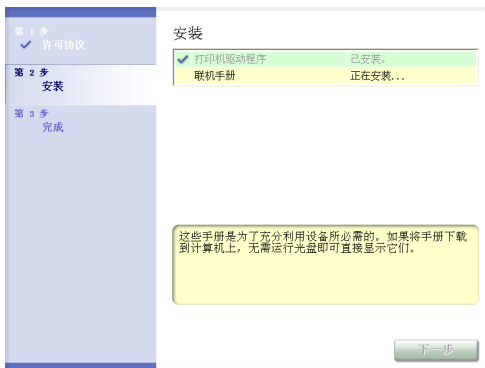 第 1 步
许可协议
第 2 步
安装
第 3 步
完成
安装
打印机驱动程序 已安装。
联机手册 正在安装...
这些手册是为了充分利用设备所必需的。如果将手册下载
到计算机上，无需运行光盘即可直接显示它们。
下一步